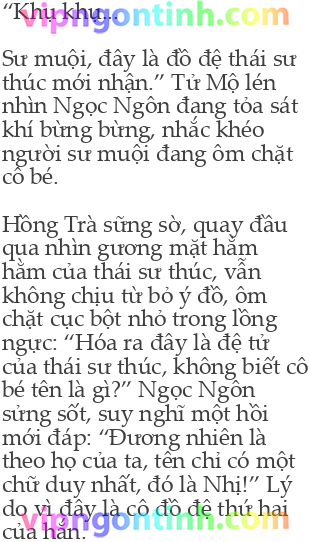 “Khụ khụ...
vipngontinh.com
Sư muội, đây là đồ đệ thái sư
thúc mới nhận.” Tử Mộ lén
nhìn Ngọc Ngôn đang tỏa sát
khí bừng bừng, nhắc khéo
người sư muội đang ôm chặt
cô bé.
Hồng Trà sững sờ, quay đầu
qua nhìn gương mặt hằm
hằm của thái sư thúc, vẫn
không chịu từ bỏ ý đồ, ôm
chặt cục bột nhỏ trong lồng
ngực: “Hóa ra đây là đệ tử
của thái sư thúc, không biết cô
bé tên là gì?” Ngọc Ngôn
sửng sốt, suy nghĩ một hồi
mới đáp: “Đương nhiên là
theo họ của ta, tên chỉ có một
chữ duy nhất, đó là Nhị!” Lý
do vì đây là cô đồ đệ thứ hai
của hắn.
vipngontinh.com